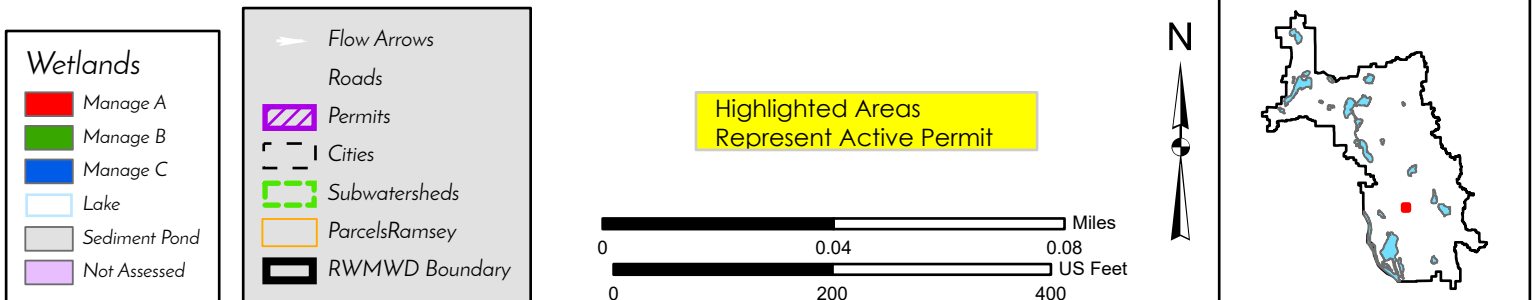 Wetlands
Manage A
Manage B
Manage C
Lake
Sediment Pond
Not Assessed
Flow Arrows
Roads
Permits
Cities
Subwatersheds
ParcelsRamsey
RWMWD Boundary
Highlighted Areas
Represent Active Permit
Miles
0 0.04 0.08
US Feet
0 200 400
N